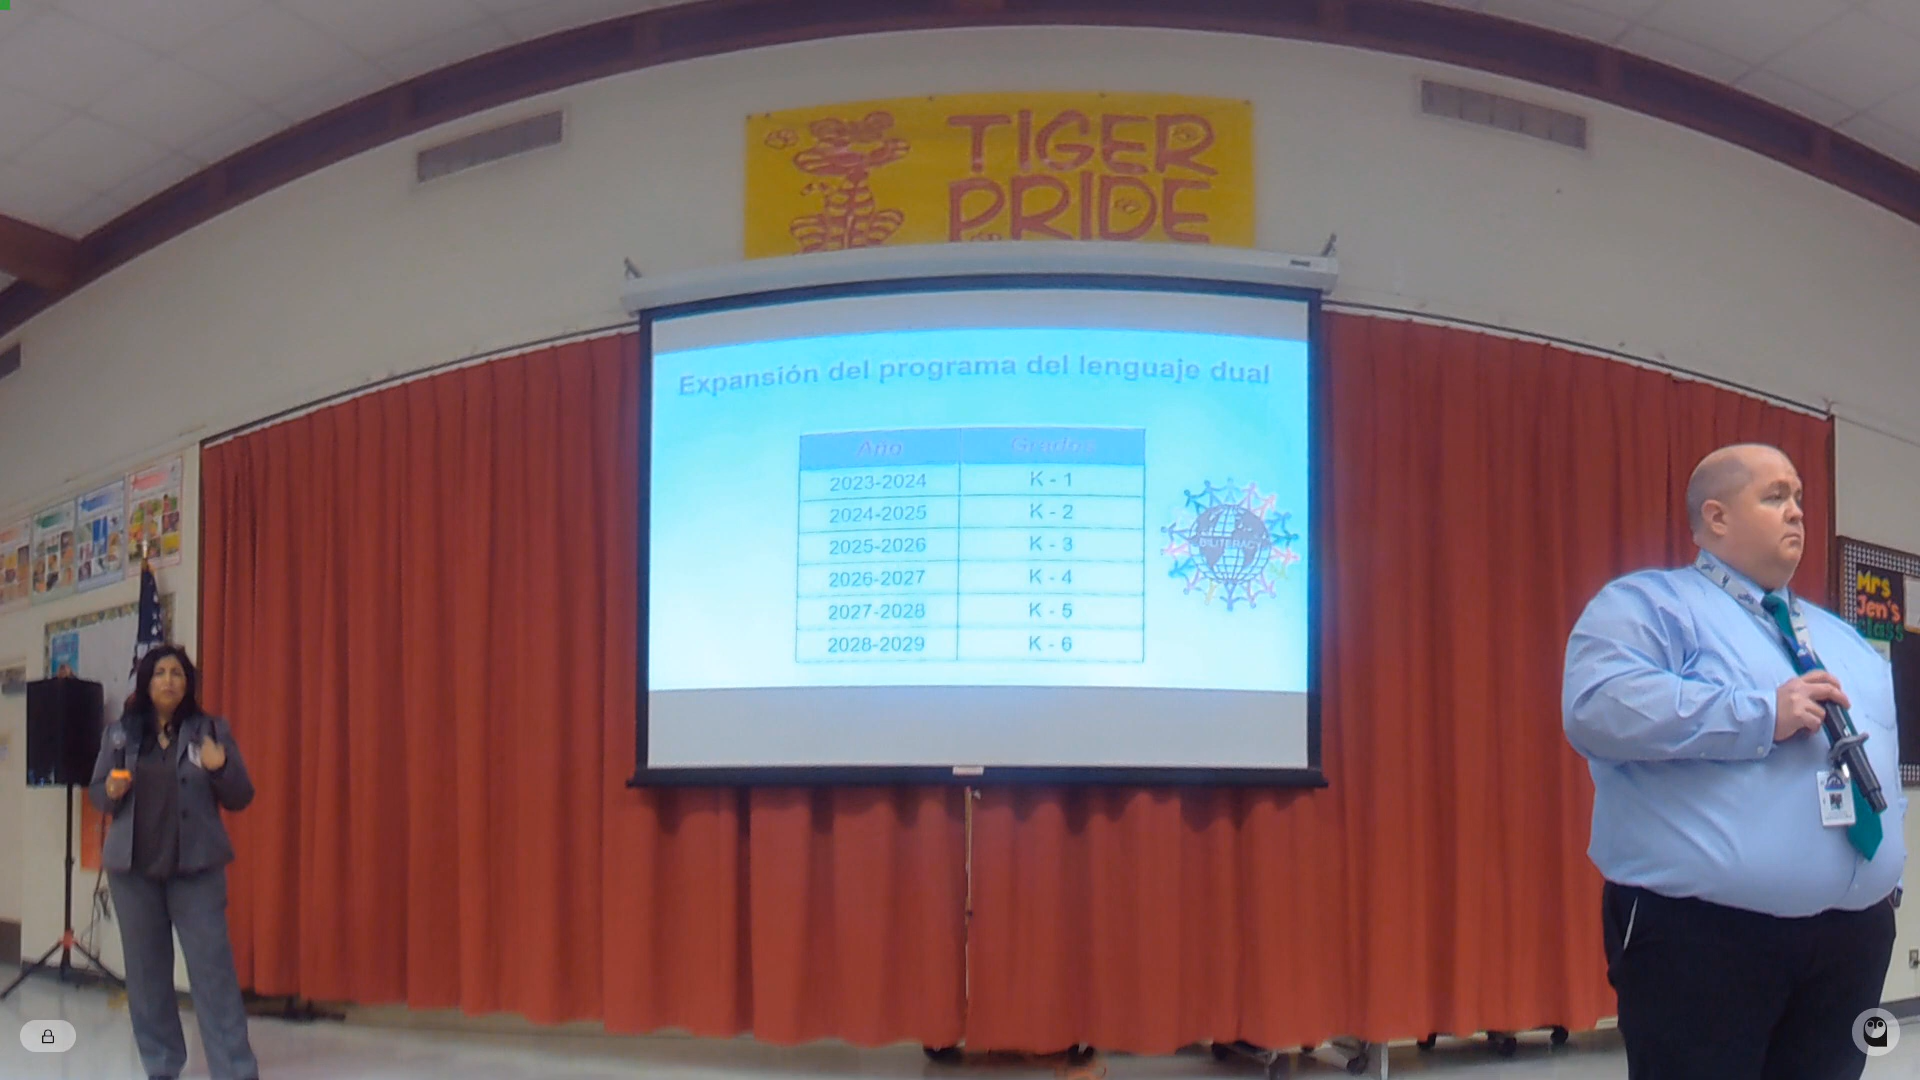 TIGER
PRIDE
Expansión del programa del lenguaje dual
Año Grados
2023-2024 K - 1
2024-2025 K - 2
2025-2026 K - 3
2026-2027 K - 4
2027-2028 K - 5
2028-2029 K - 6
BILITERACY
Mrs
Jen's
Class